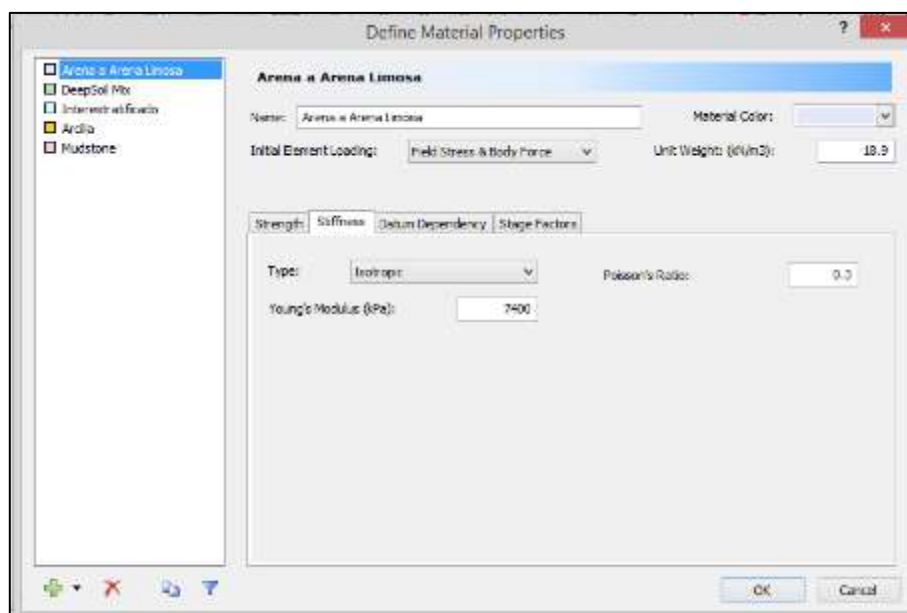 Define Material Properties
?
Arena a Arena Limosa
DeepSol Mix
Interestratificado
Arcilla
Mudstone
Arena a Arena Limosa
Name: Arena a Arena Limosa
Material Color:
Initial Element Loading: Field Stress & Body Force
Unit Weight: (kN/m3): 18.9
Strength Stiffness Datum Dependency Stage Factors
Type: Isotropic
Poisson's Ratio: 0.3
Young's Modulus (kPa): 7400
OK Cancel